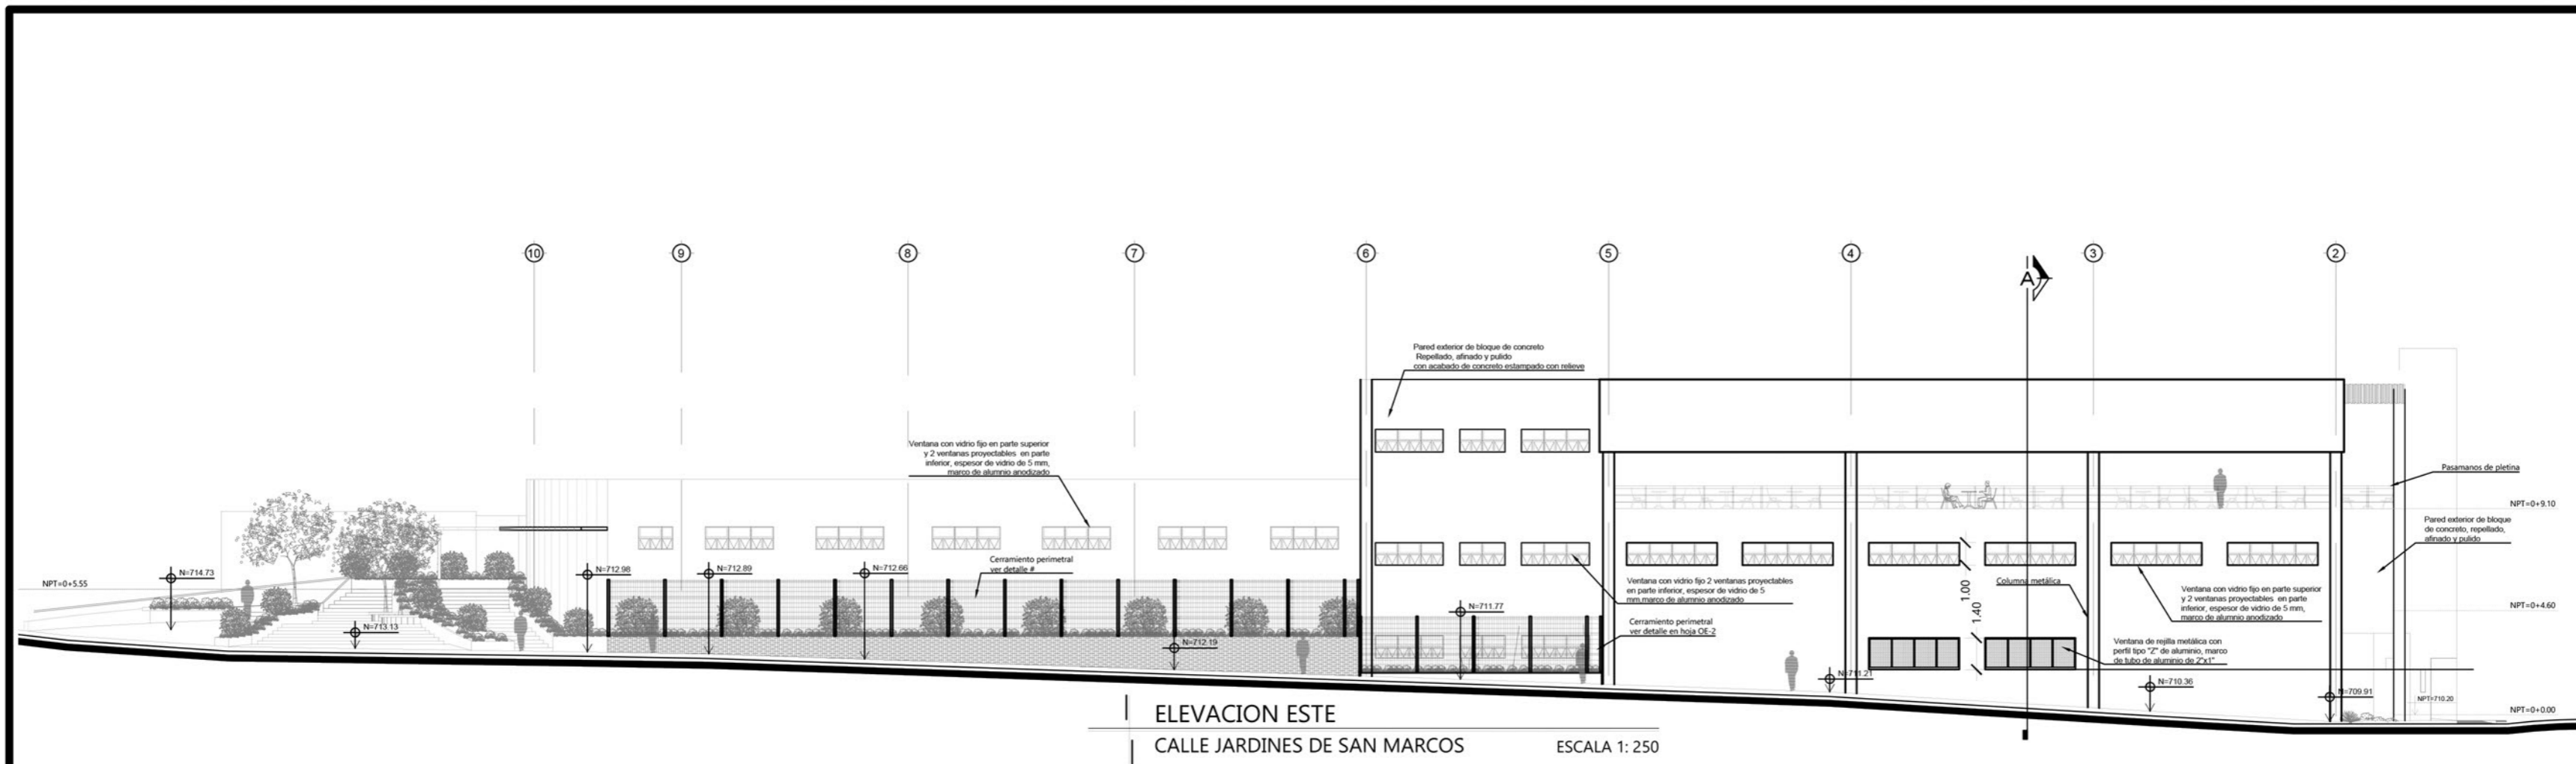 10
9
8
7
6
5
4
3
2
A
Pared exterior de bloque de concreto
Repellado, afinado y pulido
con acabado de concreto estampado con relieve
Ventana con vidrio fijo en parte superior
y 2 ventanas proyectables en parte
inferior, espesor de vidrio de 5 mm,
marco de alumnio anodizado
Pasamanos de pletina
NPT=0+9.10
Pared exterior de bloque
de concreto, repellado,
afinado y pulido
Cerramiento perimetral
ver detalle #
N=714.73
N=712.98
N=712.89
N=712.66
NPT=0+5.55
Ventana con vidrio fijo 2 ventanas proyectables
en parte inferior, espesor de vidrio de 5
mm,marco de alumnio anodizado
Columna metálica
1.00
1.40
Ventana con vidrio fijo en parte superior
y 2 ventanas proyectables en parte
inferior, espesor de vidrio de 5 mm,
marco de alumnio anodizado
NPT=0+4.60
N=711.77
Cerramiento perimetral
ver detalle en hoja OE-2
N=713.13
N=712.19
Ventana de rejilla metálica con
perfil tipo "Z" de aluminio, marco
de tubo de aluminio de 2"x1"
N=711.21
N=710.36
N=709.91
NPT=710.20
NPT=0+0.00
ELEVACION ESTE
CALLE JARDINES DE SAN MARCOS
ESCALA 1: 250